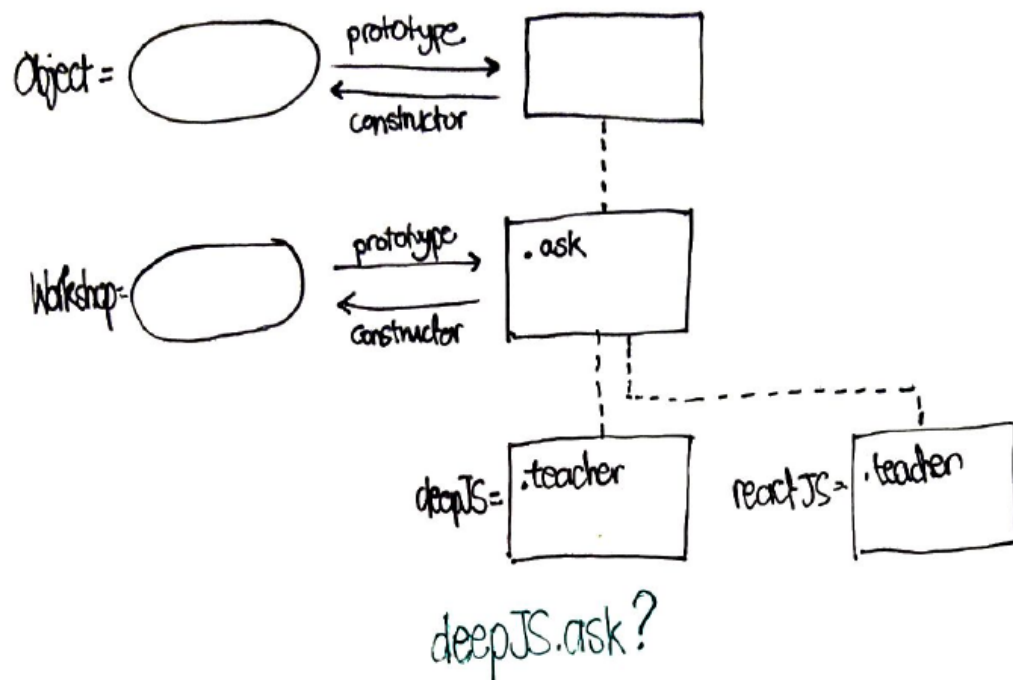 prototype
Object =
constructor
.ask
prototype
Workshop=
constructor
.teacher
.teacher
deepJS=
reactJS=
deepJS.ask?